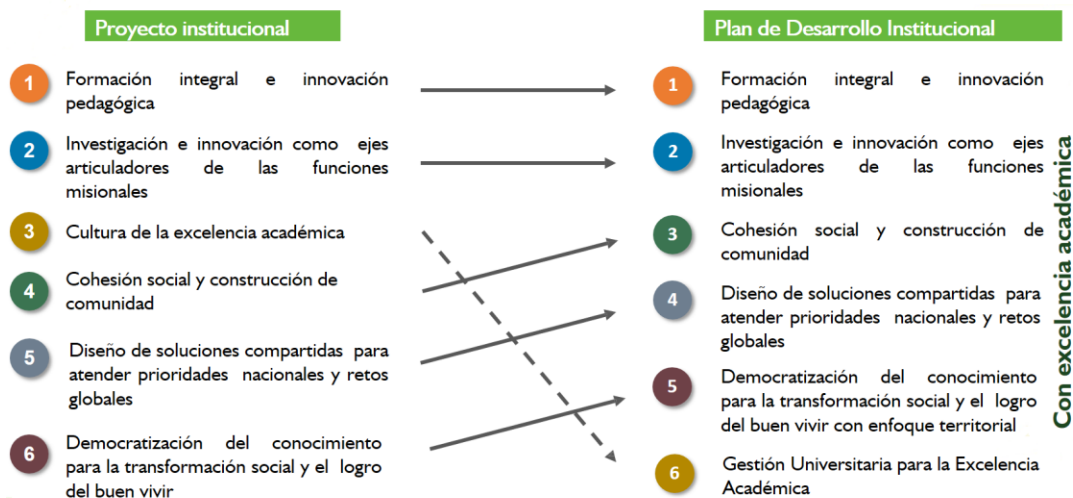 Proyecto institucional
1
Formación integral e innovación
pedagógica
2
Investigación e innovación como ejes
articuladores de las funciones
misionales
3
Cultura de la excelencia académica
4
Cohesión social y construcción de
comunidad
5
Diseño de soluciones compartidas para
atender prioridades nacionales y retos
globales
6
Democratización del conocimiento
para la transformación social y el logro
del buen vivir
Plan de Desarrollo Institucional
1
Formación integral e innovación
pedagógica
2
Investigación e innovación como ejes
articuladores de las funciones
misionales
3
Cohesión social y construcción de
comunidad
4
Diseño de soluciones compartidas para
atender prioridades nacionales y retos
globales
5
Democratización del conocimiento
para la transformación social y el logro
del buen vivir con enfoque territorial
6
Gestión Universitaria para la Excelencia
Académica
Con excelencia académica